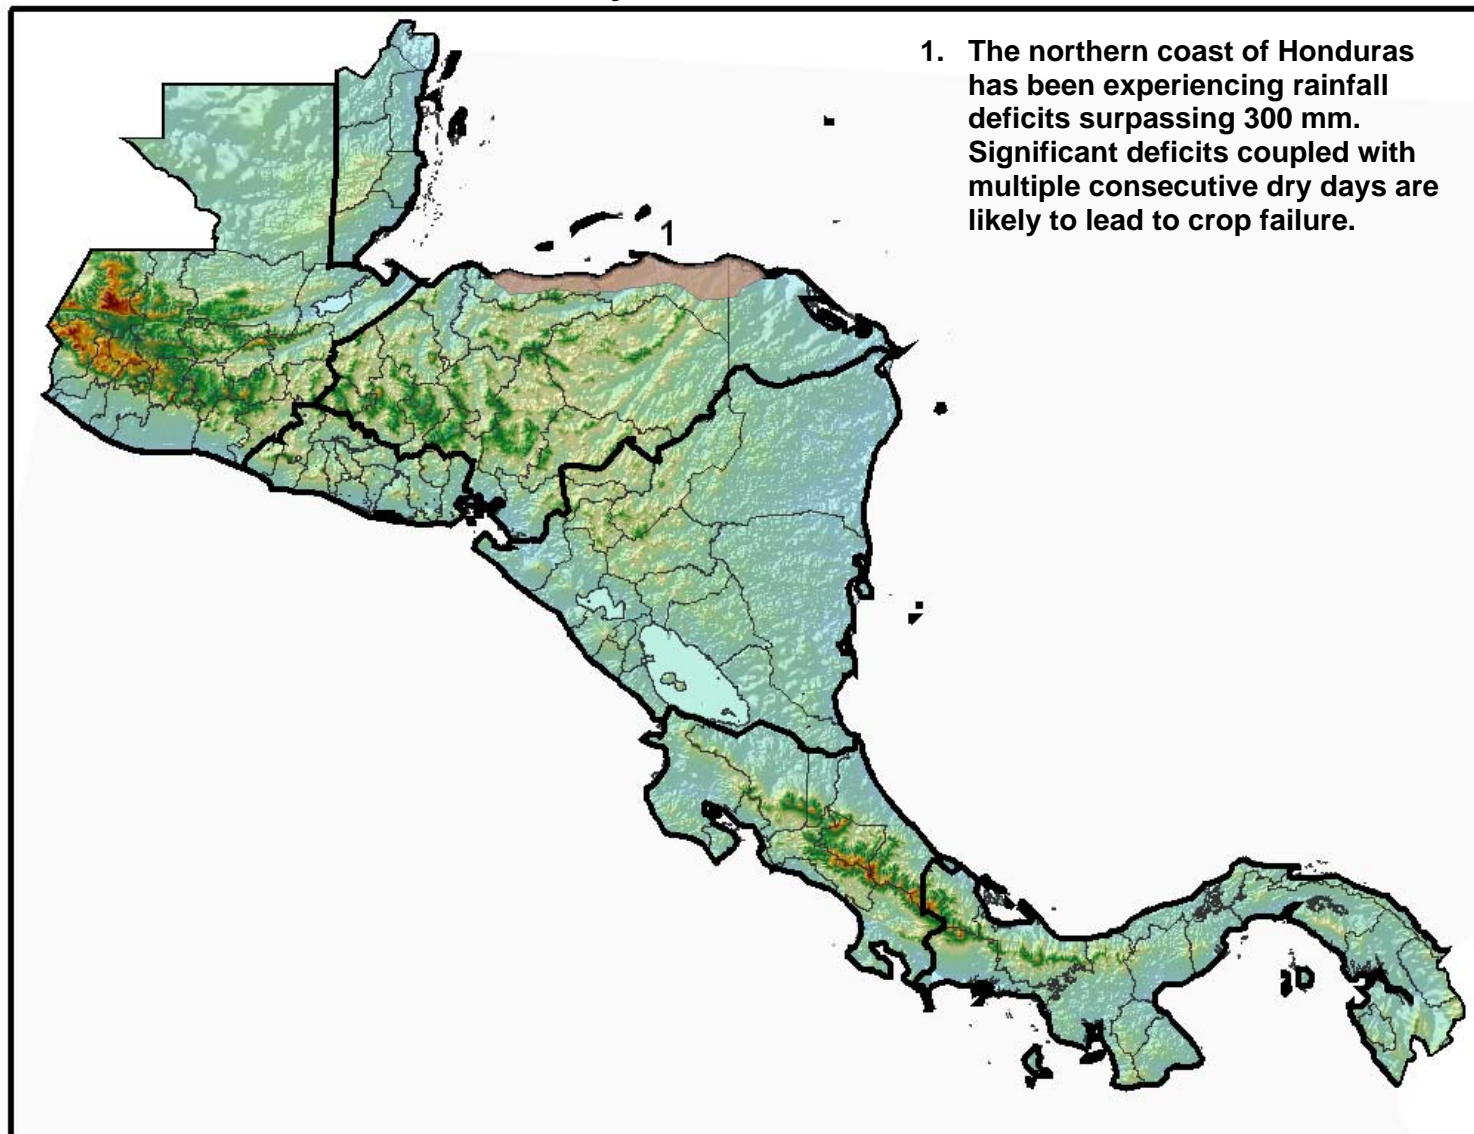 1. The northern coast of Honduras
has been experiencing rainfall
deficits surpassing 300 mm.
Significant deficits coupled with
multiple consecutive dry days are
likely to lead to crop failure.
1